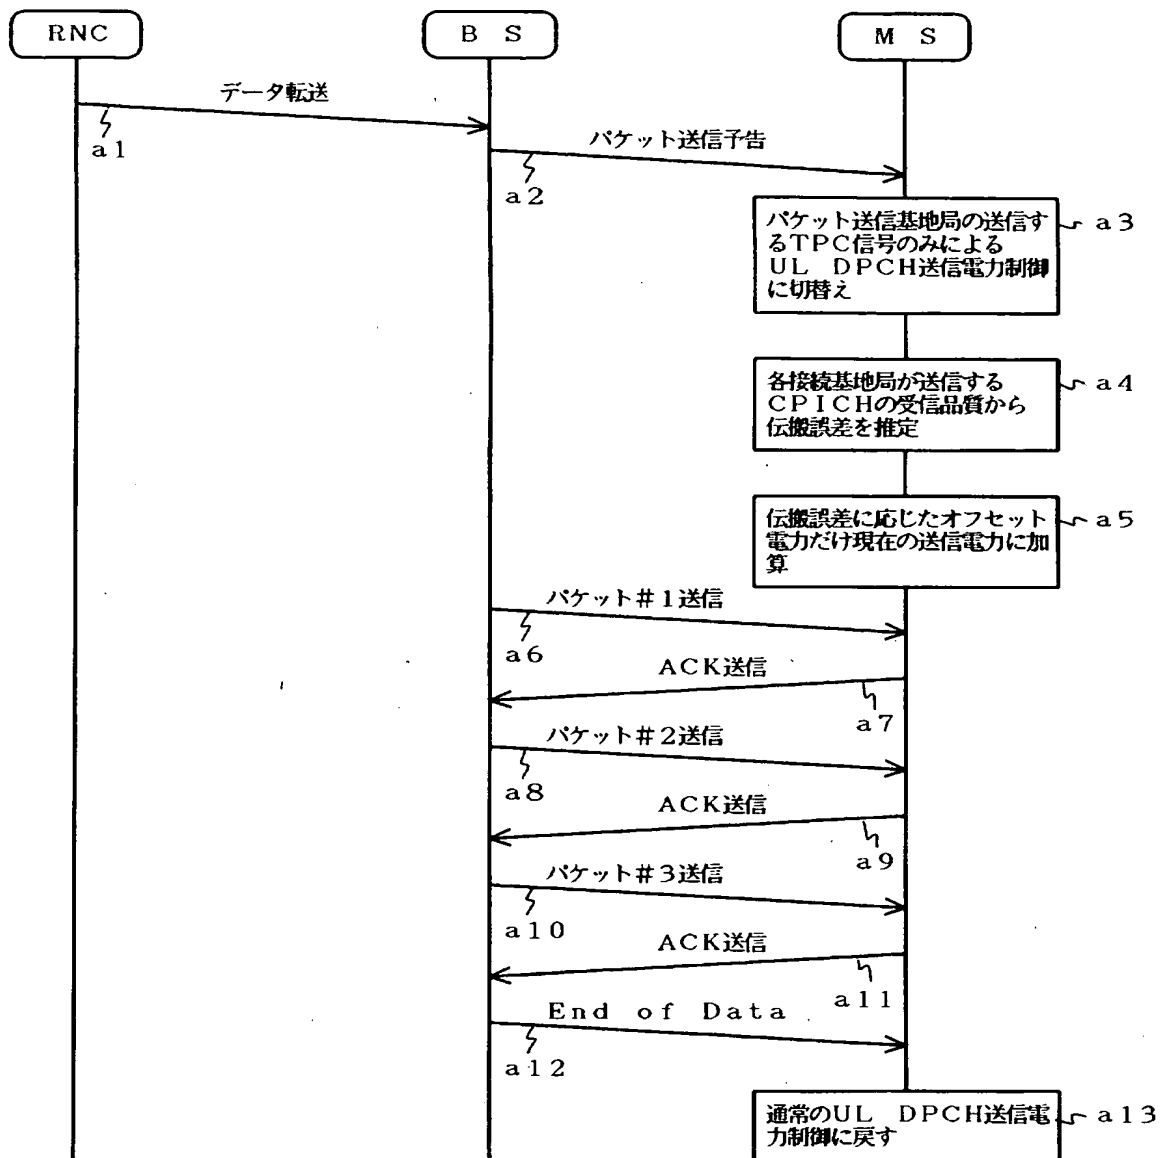 RNC
B S
M S
データ転送
a1
パケット送信予告
a2
パケット送信基地局の送信す
るTPC信号のみによる
UL DPCH送信電力制御
に切替え
a3
各接続基地局が送信する
CPICHの受信品質から
伝搬誤差を推定
a4
伝搬誤差に応じたオフセット
電力だけ現在の送信電力に加
算
a5
パケット#1送信
a6
ACK送信
a7
パケット#2送信
a8
ACK送信
a9
パケット#3送信
a10
ACK送信
a11
End of Data
a12
通常のUL DPCH送信電
力制御に戻す
a13